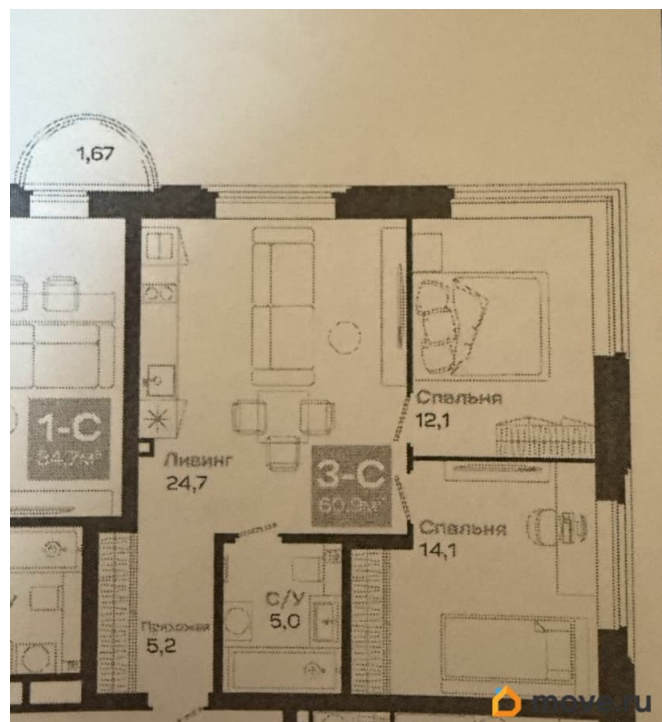 1,67
1-С
34.7м²
Ливинг
24,7
3-С
60.9м²
Спальня
12,1
Спальня
14,1
С/У
5,0
Прихожая
5,2
У
move.ru